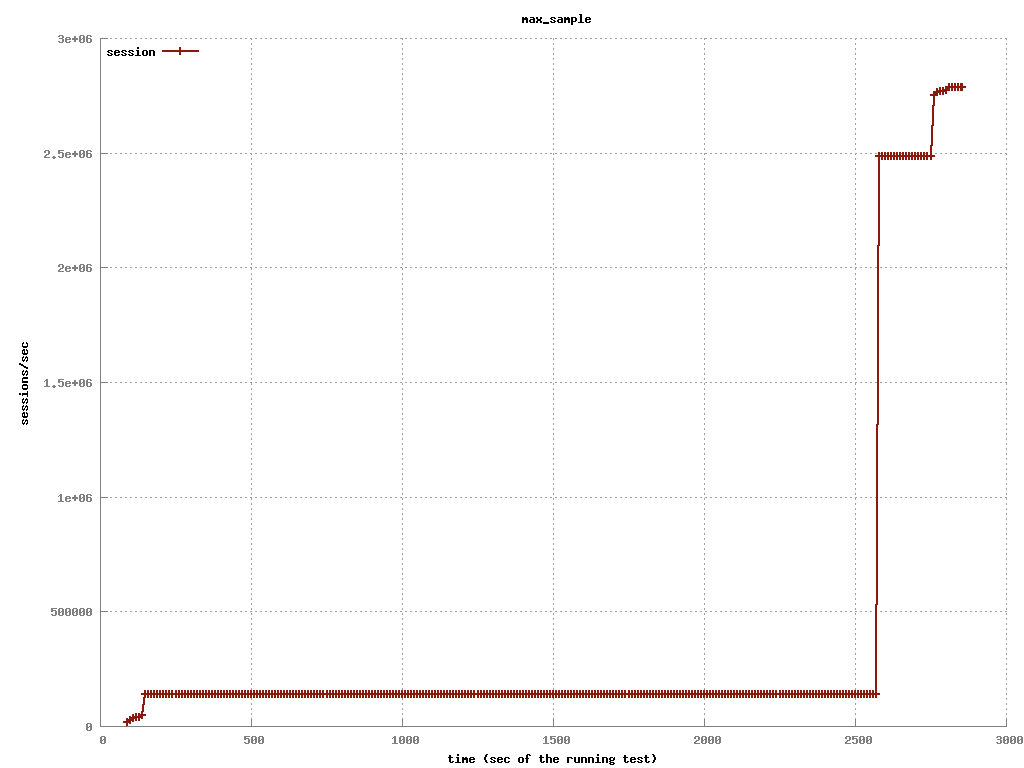 max_sample
session
3e+06
2.5e+06
2e+06
1.5e+06
1e+06
500000
0
sessions/sec
0 500 1000 1500 2000 2500 3000
time (sec of the running test)